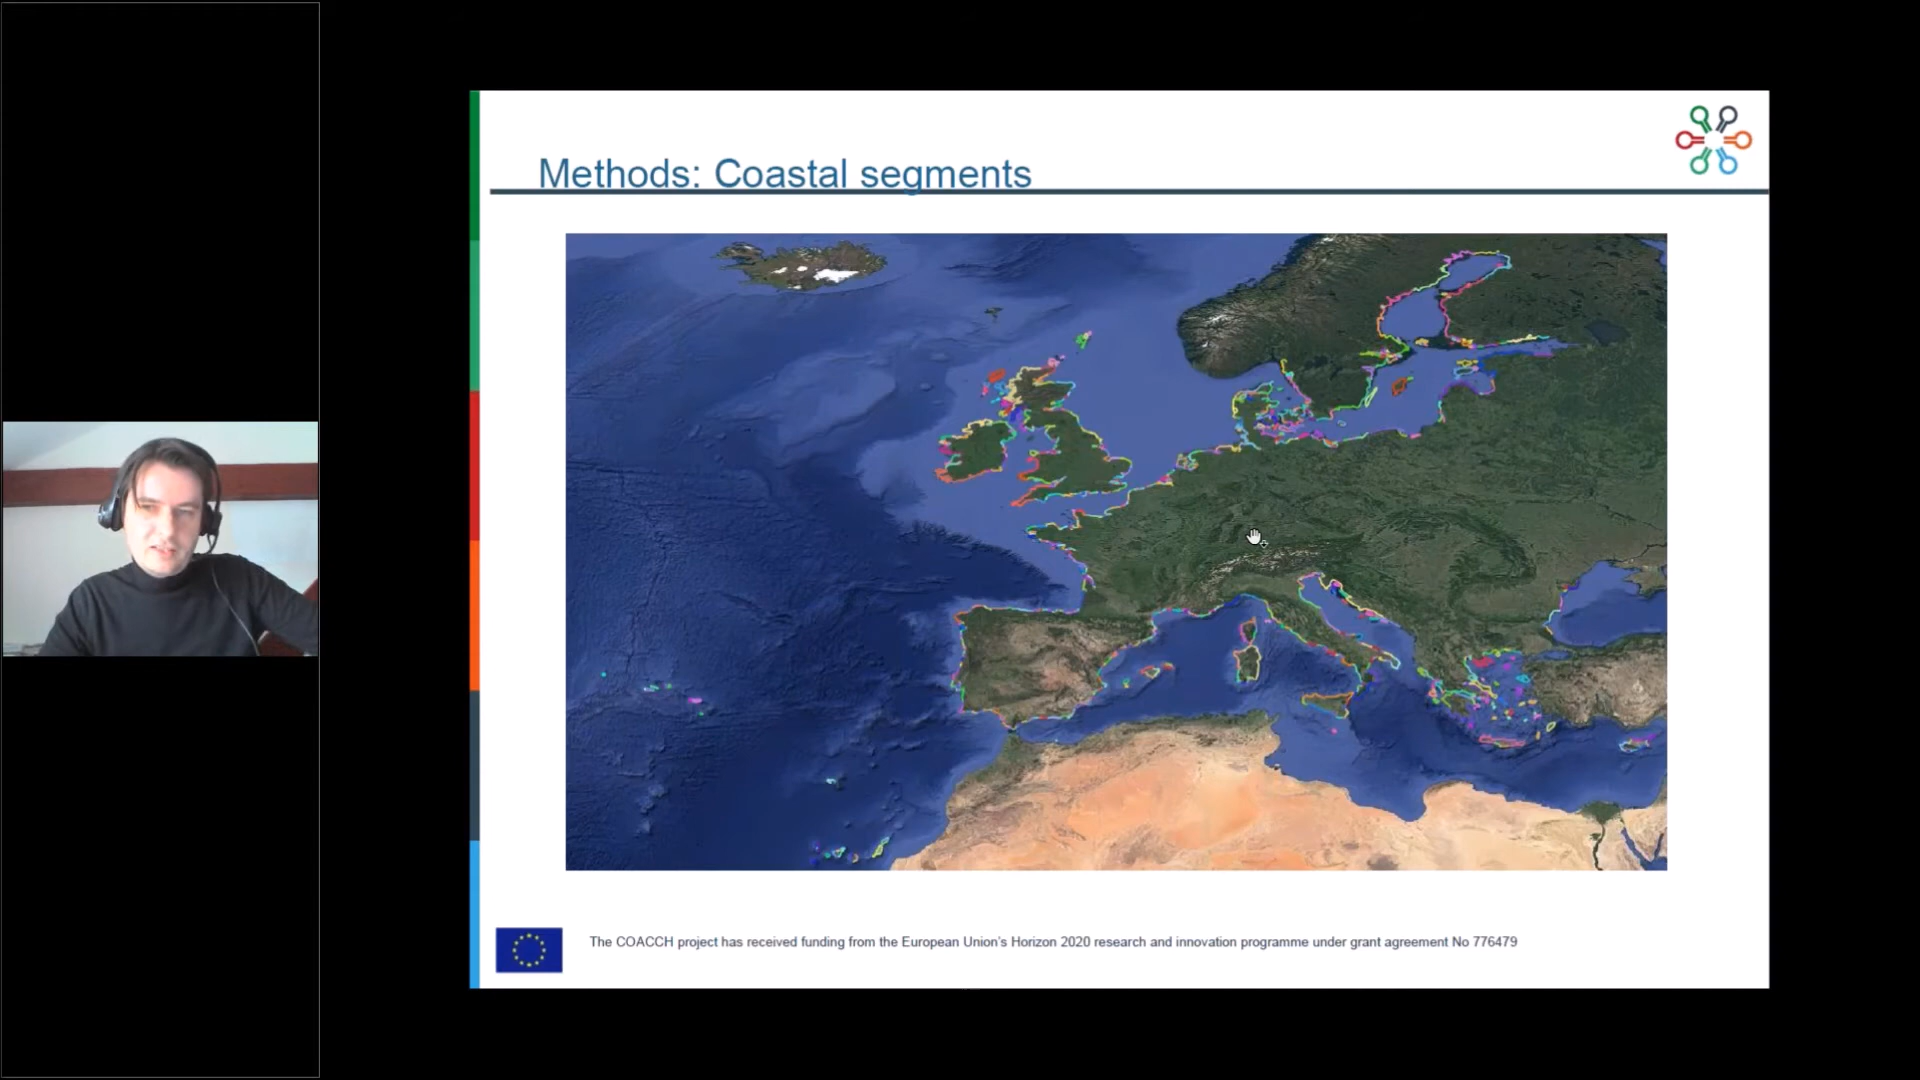 Methods: Coastal segments
The COACCH project has received funding from the European Union's Horizon 2020 research and innovation programme under grant agreement No 776479